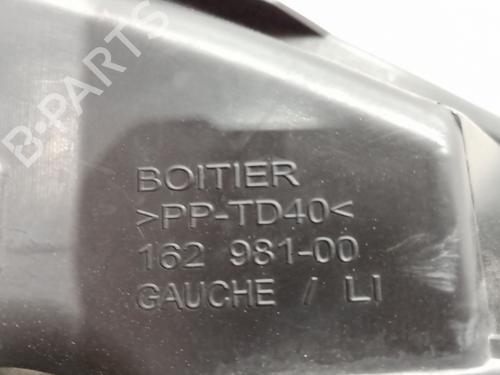 B-PARTS
BOITIER
>PP-TD40<
162 981-00
GAUCHE / LI